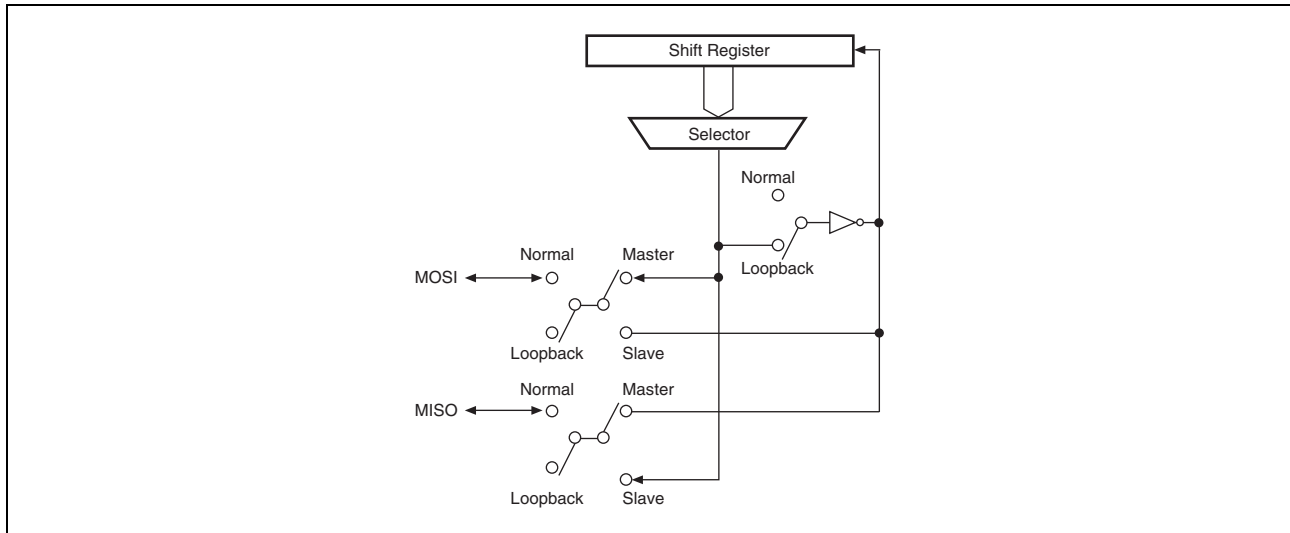 Shift Register
Selector
Normal
Loopback
Normal Master
MOSI
Loopback Slave
Normal Master
MISO
Loopback Slave